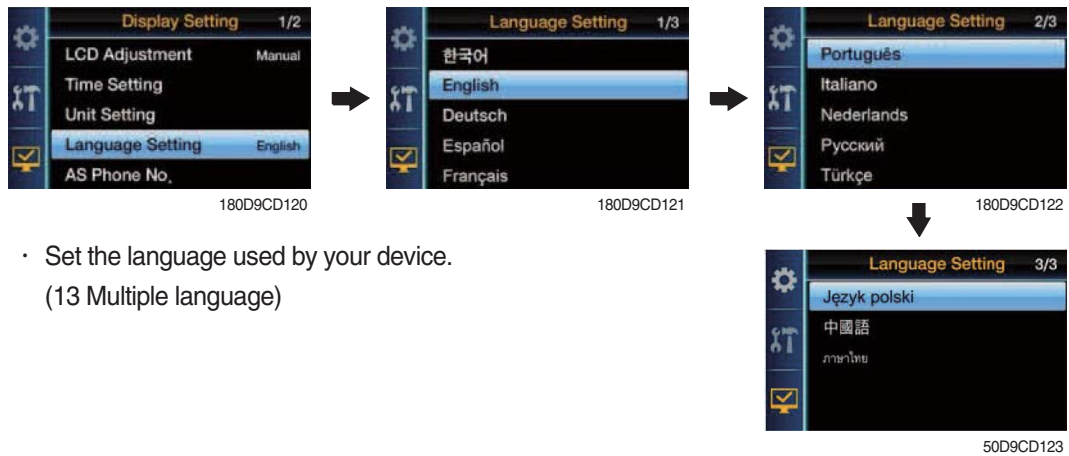 Display Setting 1/2
LCD Adjustment Manual
Time Setting
Unit Setting
Language Setting English
AS Phone No.
180D9CD120
Language Setting 1/3
한국어
English
Deutsch
Español
Français
180D9CD121
Language Setting 2/3
Português
Italiano
Nederlands
Русский
Türkçe
180D9CD122
· Set the language used by your device.
(13 Multiple language)
Language Setting 3/3
Język polski
中國語
ภาษาไทย
50D9CD123